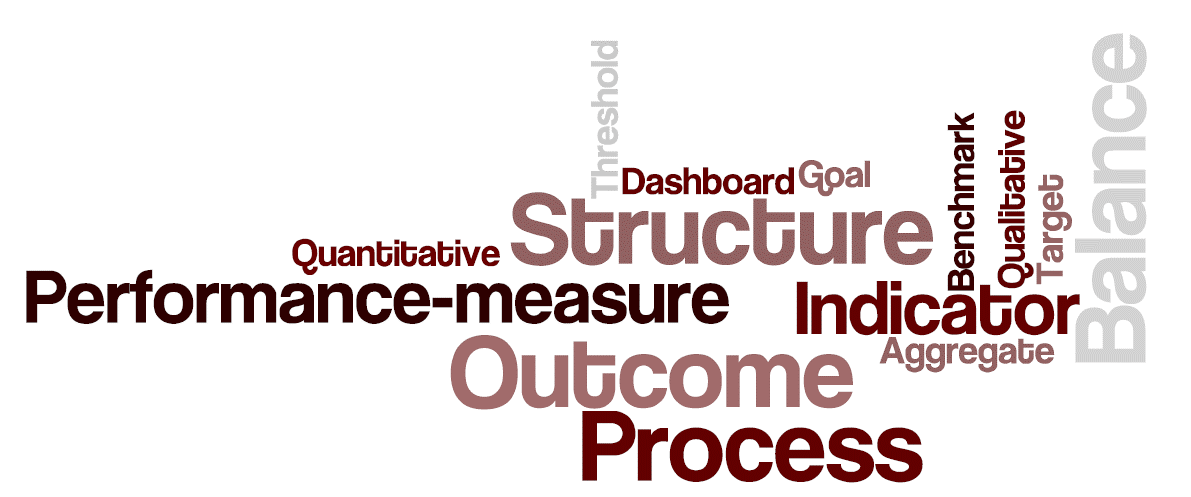 Threshold
Balance
Dashboard
Goal
Benchmark
Qualitative
Target
Structure
Quantitative
Performance-measure
Indicator
Aggregate
Outcome
Process